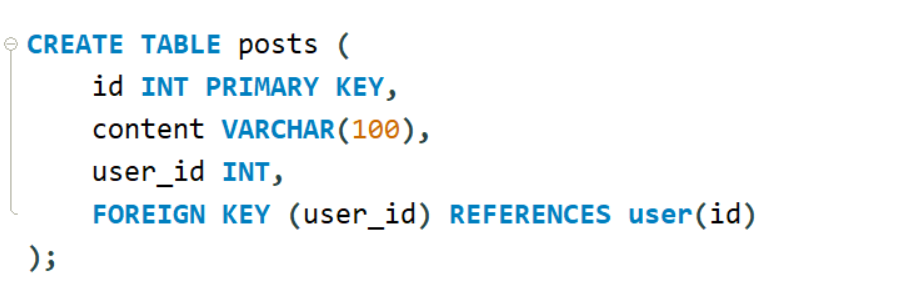 CREATE TABLE posts (
    id INT PRIMARY KEY,
    content VARCHAR(100),
    user_id INT,
    FOREIGN KEY (user_id) REFERENCES user(id)
);